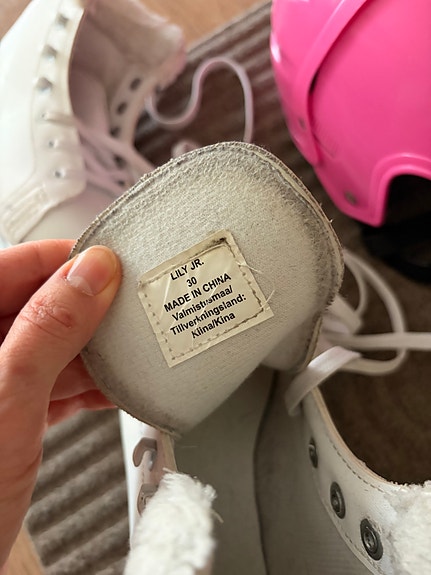 LILY JR.
30
MADE IN CHINA
Valmistusmaa/
Tillverkningsland:
Kiina/Kina